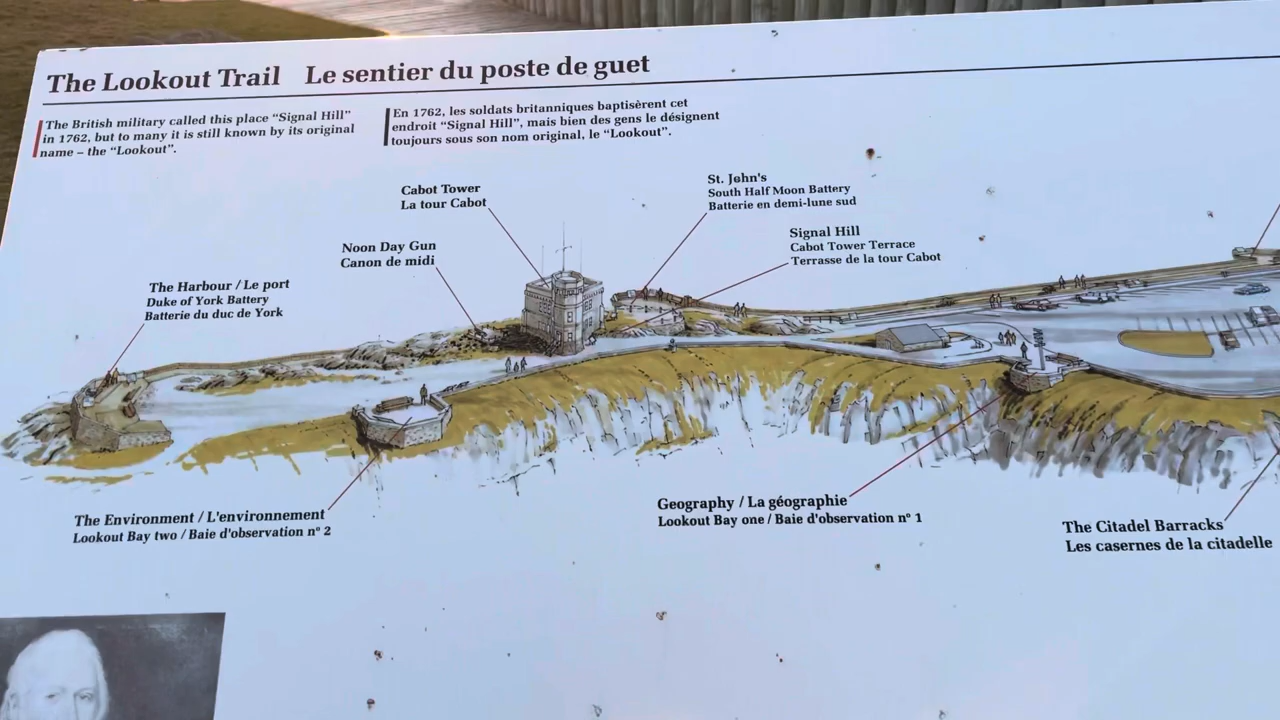 The Lookout Trail Le sentier du poste de guet
The British military called this place “Signal Hill”
in 1762, but to many it is still known by its original
name – the “Lookout”.
En 1762, les soldats britanniques baptisèrent cet
endroit “Signal Hill”, mais bien des gens le désignent
toujours sous son nom original, le “Lookout”.
Cabot Tower
La tour Cabot
St. John's
South Half Moon Battery
Batterie en demi-lune sud
Noon Day Gun
Canon de midi
Signal Hill
Cabot Tower Terrace
Terrasse de la tour Cabot
The Harbour / Le port
Duke of York Battery
Batterie du duc de York
The Environment / L'environnement
Lookout Bay two / Baie d'observation nº 2
Geography / La géographie
Lookout Bay one / Baie d'observation nº 1
The Citadel Barracks
Les casernes de la citadelle